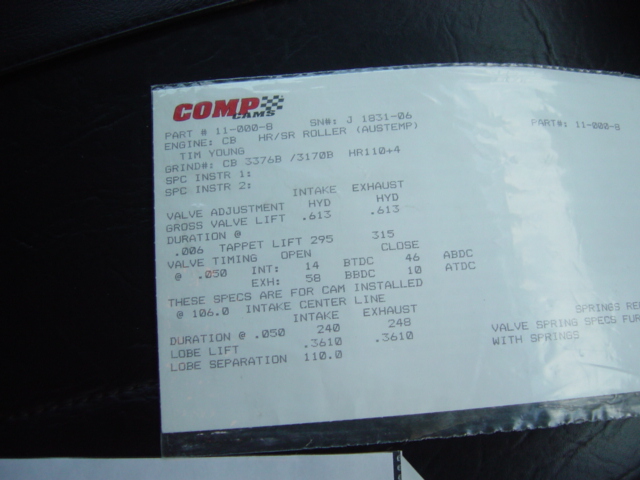 COMP CAMS
PART # 11-000-8 SN#: J 1831-06 PART#: 11-000-8
ENGINE: CB HR/SR ROLLER (AUSTEMP)
TIM YOUNG
GRIND#: CB 3376B /3170B HR110+4
SPC INSTR 1:
SPC INSTR 2:
INTAKE EXHAUST
VALVE ADJUSTMENT HYD HYD
GROSS VALVE LIFT .613 .613
DURATION @
.006 TAPPET LIFT 295 315
VALVE TIMING OPEN CLOSE
@ .050 INT: 14 BTDC 46 ABDC
EXH: 58 BBDC 10 ATDC
THESE SPECS ARE FOR CAM INSTALLED
@ 106.0 INTAKE CENTER LINE
INTAKE EXHAUST SPRINGS
DURATION @ .050 240 248 VALVE SPRING SPECS FUR
LOBE LIFT .3610 .3610 WITH SPRINGS
LOBE SEPARATION 110.0